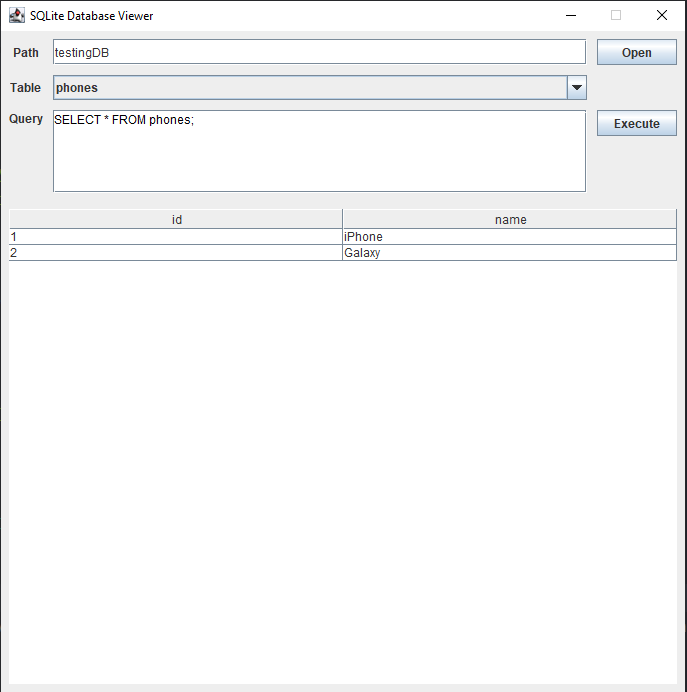 SQLite Database Viewer
Path testingDB Open
Table phones
Query SELECT * FROM phones; Execute
id name
1 iPhone
2 Galaxy